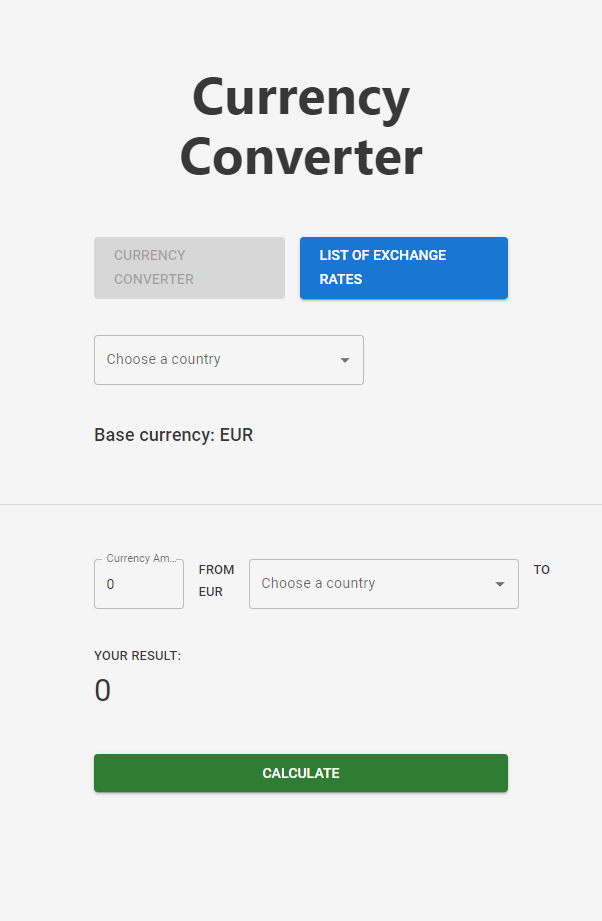 Currency
Converter
CURRENCY
CONVERTER
LIST OF EXCHANGE
RATES
Choose a country
Base currency: EUR
Currency Am…
0
FROM
EUR
Choose a country
TO
YOUR RESULT:
0
CALCULATE